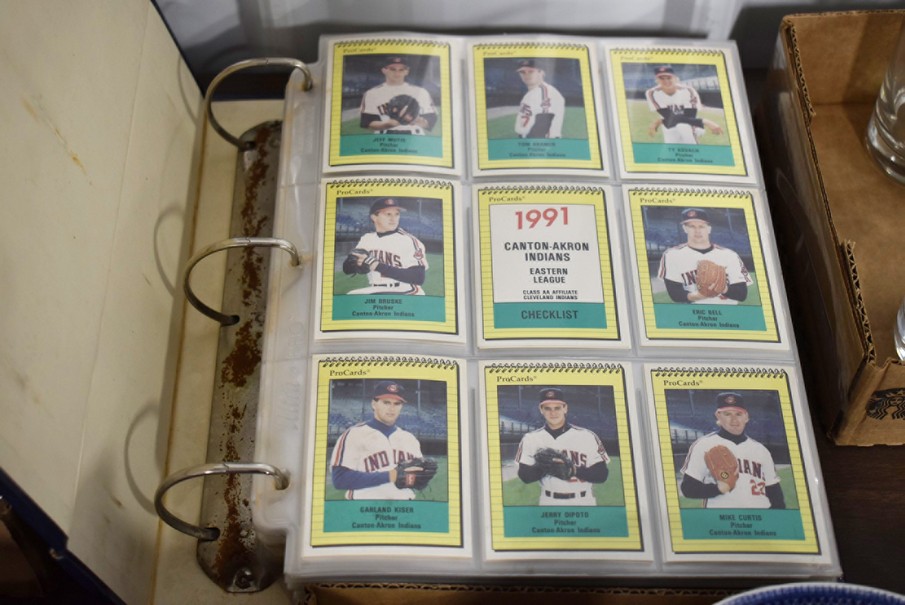 ProCards
JEFF MUTIS
Pitcher
Canton-Akron Indians
ProCards
TOM KRAMER
Pitcher
Canton-Akron Indians
ProCards
TY KOVACH
Pitcher
Canton-Akron Indians
ProCards
INDIANS
JIM BRUSKE
Pitcher
Canton-Akron Indians
ProCards
1991
CANTON-AKRON
INDIANS
EASTERN
LEAGUE
CLASS AA AFFILIATE
CLEVELAND INDIANS
CHECKLIST
ProCards
ERIC BELL
Pitcher
Canton-Akron Indians
ProCards®
INDIANS
GARLAND KISER
Pitcher
Canton-Akron Indians
ProCards®
JERRY DIPOTO
Pitcher
Canton-Akron Indians
ProCards®
23
MIKE CURTIS
Pitcher
Canton-Akron Indians